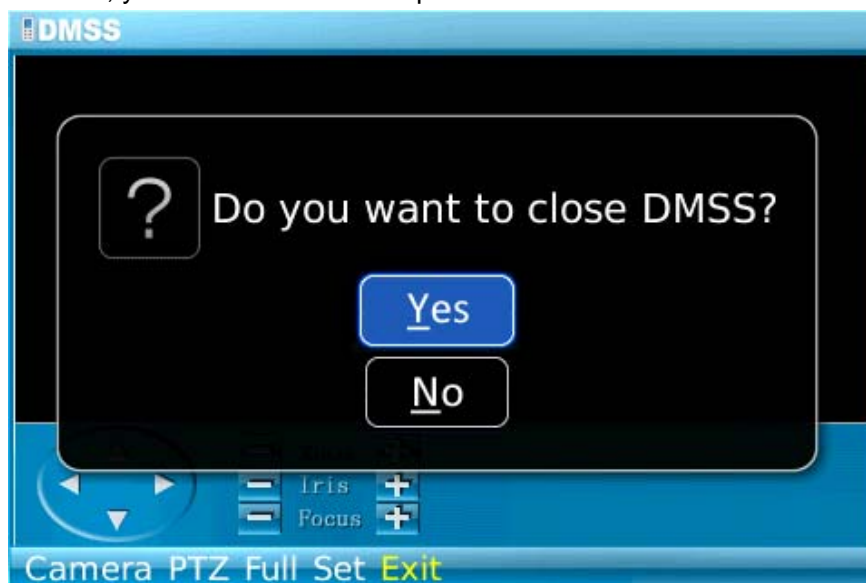 DMSS
? Do you want to close DMSS?
Yes
No
Iris
Focus
Camera PTZ Full Set Exit